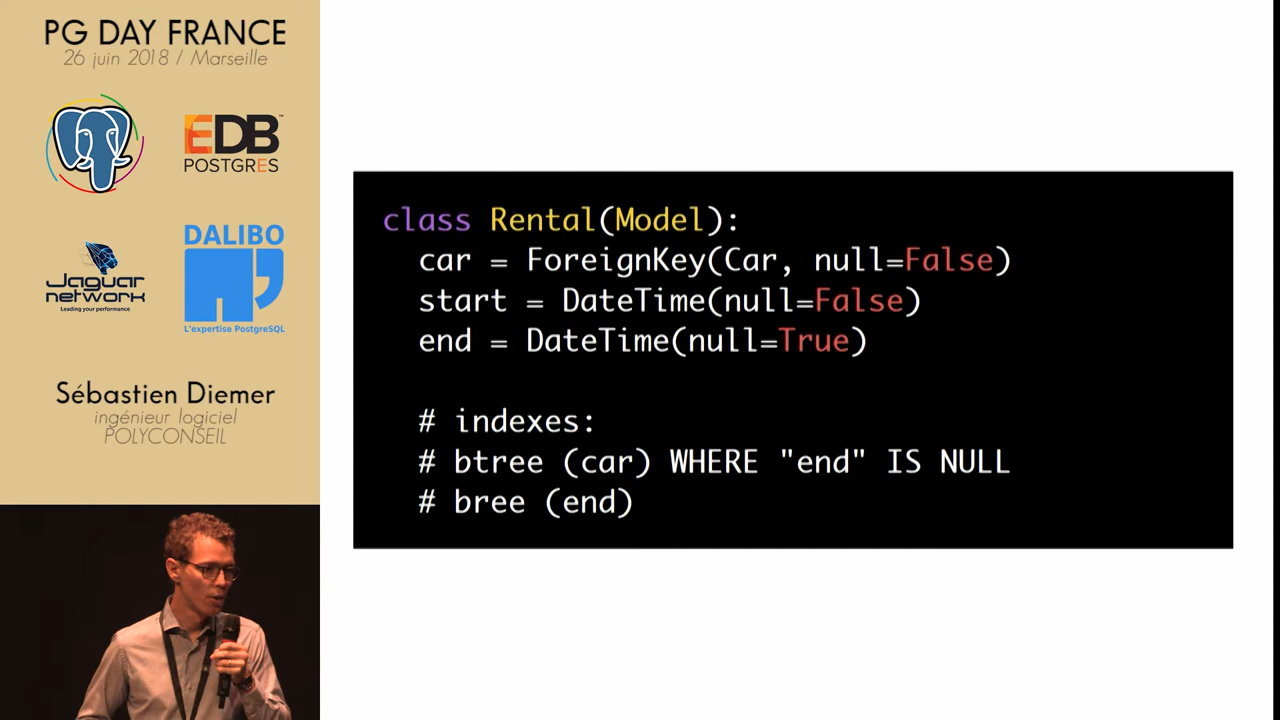 PG DAY FRANCE
26 juin 2018 / Marseille
EDB™
POSTGRES
Jaguar
network
Leading your performance
DALIBO
L'expertise PostgreSQL
Sébastien Diemer
ingénieur logiciel
POLYCONSEIL
class Rental(Model):
car = ForeignKey(Car, null=False)
start = DateTime(null=False)
end = DateTime(null=True)
# indexes:
# btree (car) WHERE "end" IS NULL
# bree (end)